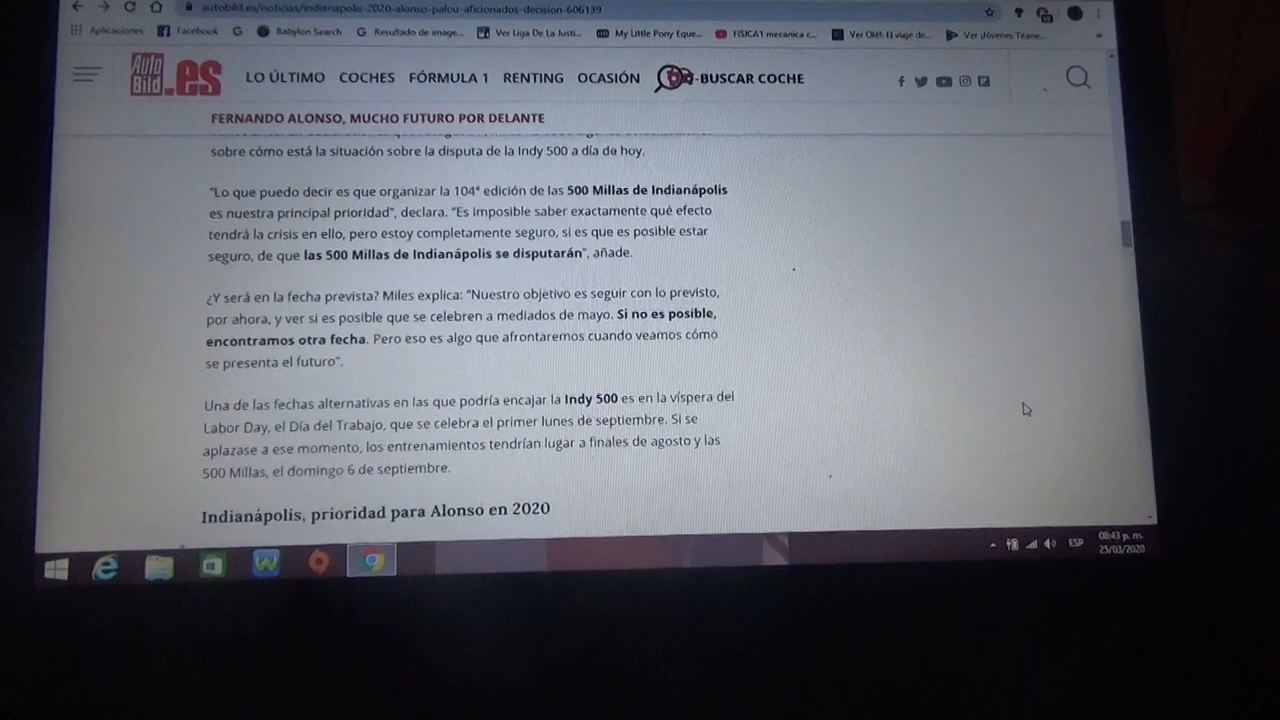 autobild.es/noticias/indianapolis-2020-alonso-palou-aficionados-decision-606139
Aplicaciones Facebook Babylon Search Resultado de image... Ver Liga De La Justi... My Little Pony Eque... FISICA1 mecanica c... Ver Olét: El viaje de... Ver Jóvenes Titane... »
Auto Bild.es LO ÚLTIMO COCHES FÓRMULA 1 RENTING OCASIÓN BUSCAR COCHE
FERNANDO ALONSO, MUCHO FUTURO POR DELANTE
sobre cómo está la situación sobre la disputa de la Indy 500 a día de hoy.
“Lo que puedo decir es que organizar la 104ª edición de las 500 Millas de Indianápolis
es nuestra principal prioridad”, declara. “Es imposible saber exactamente qué efecto
tendrá la crisis en ello, pero estoy completamente seguro, si es que es posible estar
seguro, de que las 500 Millas de Indianápolis se disputarán”, añade.
¿Y será en la fecha prevista? Miles explica: “Nuestro objetivo es seguir con lo previsto,
por ahora, y ver si es posible que se celebren a mediados de mayo. Si no es posible,
encontramos otra fecha. Pero eso es algo que afrontaremos cuando veamos cómo
se presenta el futuro”.
Una de las fechas alternativas en las que podría encajar la Indy 500 es en la víspera del
Labor Day, el Día del Trabajo, que se celebra el primer lunes de septiembre. Si se
aplazase a ese momento, los entrenamientos tendrían lugar a finales de agosto y las
500 Millas, el domingo 6 de septiembre.
Indianápolis, prioridad para Alonso en 2020
ESP
08:43 p. m.
25/03/2020